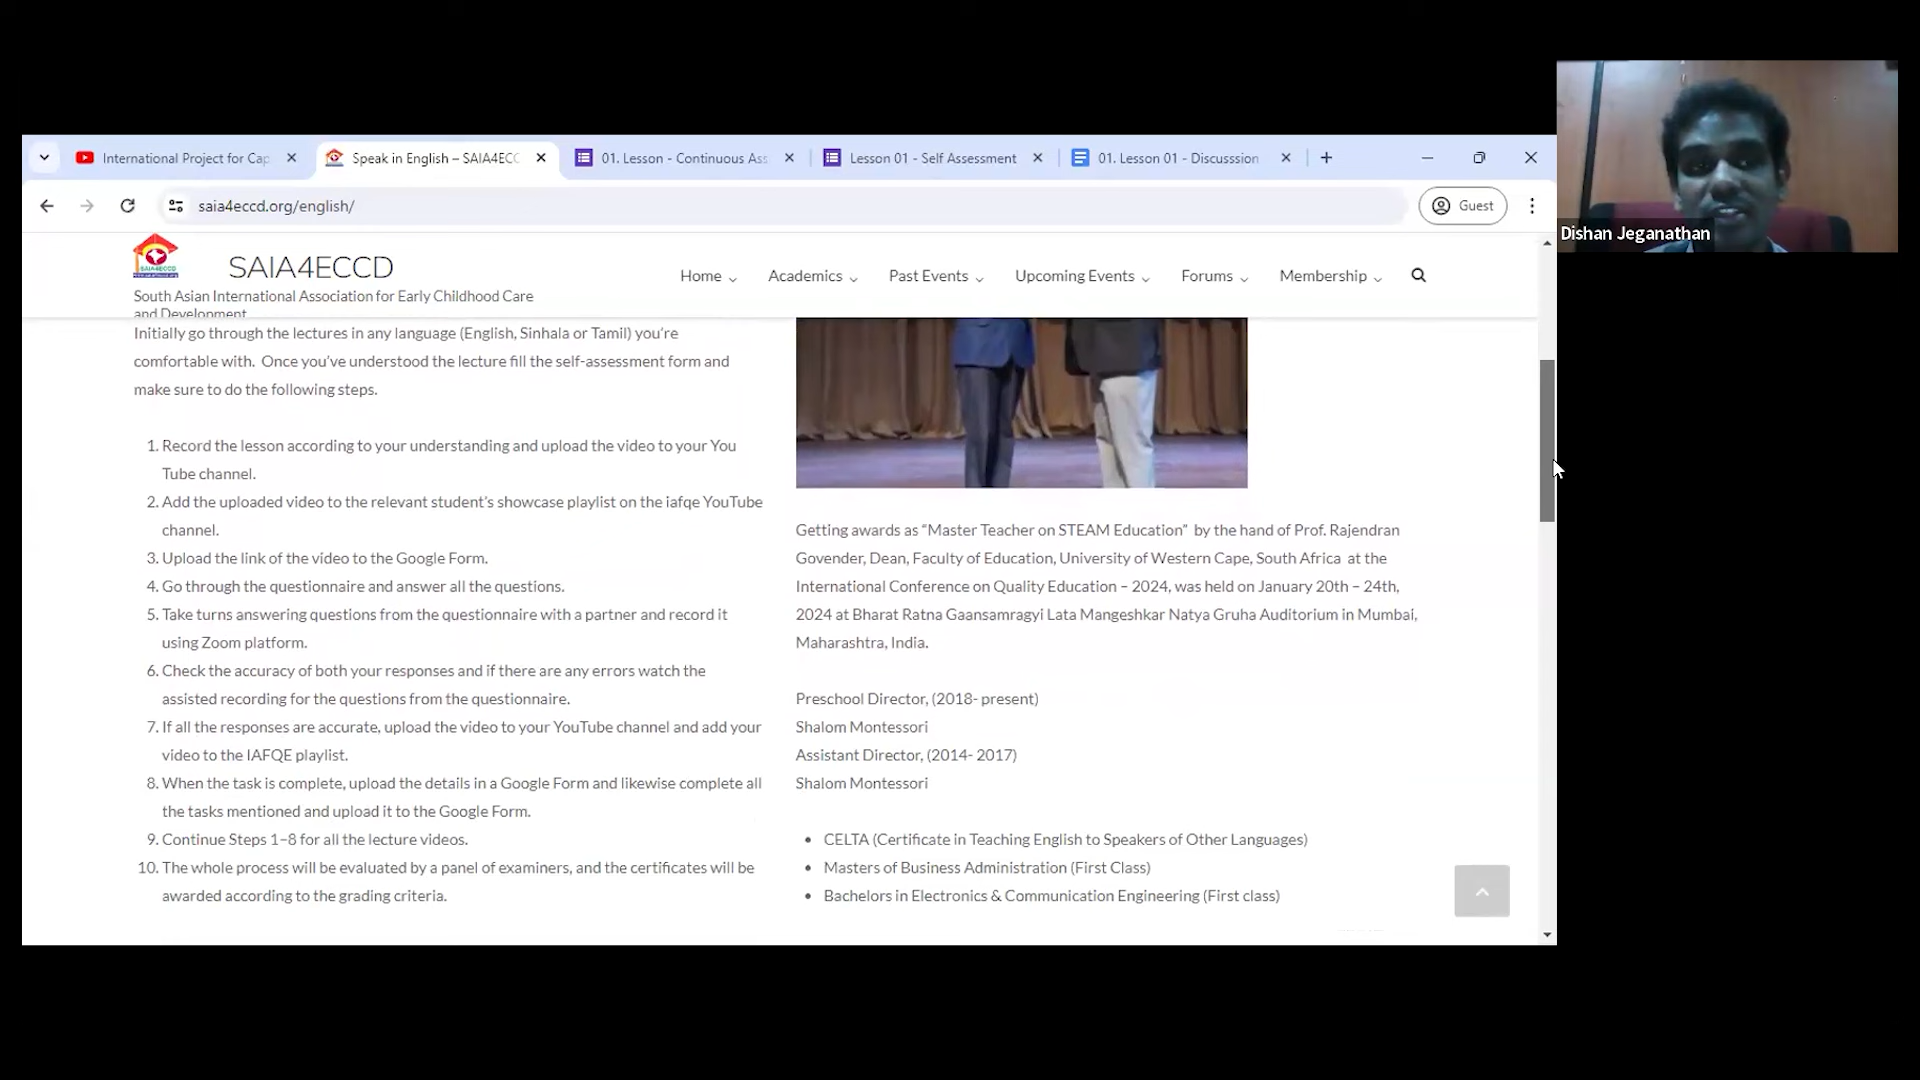 International Project for Cap
Speak in English – SAIA4ECC
01. Lesson - Continuous Ass
Lesson 01 - Self Assessment
01. Lesson 01 - Discusssion
saia4eccd.org/english/
Guest
Dishan Jeganathan
SAIA4ECCD
South Asian International Association for Early Childhood Care
and Development
Home
Academics
Past Events
Upcoming Events
Forums
Membership
Initially go through the lectures in any language (English, Sinhala or Tamil) you’re
comfortable with. Once you’ve understood the lecture fill the self-assessment form and
make sure to do the following steps.
1. Record the lesson according to your understanding and upload the video to your You
Tube channel.
2. Add the uploaded video to the relevant student’s showcase playlist on the iafqe YouTube
channel.
3. Upload the link of the video to the Google Form.
4. Go through the questionnaire and answer all the questions.
5. Take turns answering questions from the questionnaire with a partner and record it
using Zoom platform.
6. Check the accuracy of both your responses and if there are any errors watch the
assisted recording for the questions from the questionnaire.
7. If all the responses are accurate, upload the video to your YouTube channel and add your
video to the IAFQE playlist.
8. When the task is complete, upload the details in a Google Form and likewise complete all
the tasks mentioned and upload it to the Google Form.
9. Continue Steps 1–8 for all the lecture videos.
10. The whole process will be evaluated by a panel of examiners, and the certificates will be
awarded according to the grading criteria.
Getting awards as “Master Teacher on STEAM Education” by the hand of Prof. Rajendran
Govender, Dean, Faculty of Education, University of Western Cape, South Africa at the
International Conference on Quality Education – 2024, was held on January 20th – 24th,
2024 at Bharat Ratna Gaansamragyi Lata Mangeshkar Natya Gruha Auditorium in Mumbai,
Maharashtra, India.
Preschool Director, (2018- present)
Shalom Montessori
Assistant Director, (2014- 2017)
Shalom Montessori
• CELTA (Certificate in Teaching English to Speakers of Other Languages)
• Masters of Business Administration (First Class)
• Bachelors in Electronics & Communication Engineering (First class)